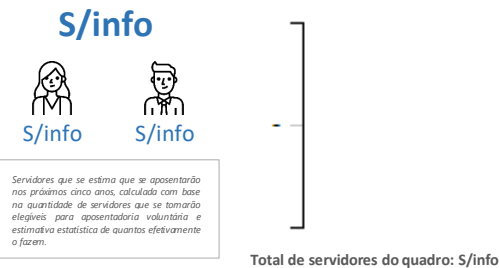 S/info
S/info
S/info
Servidores que se estima que se aposentarão
nos próximos cinco anos, calculada com base
na quantidade de servidores que se tornarão
elegíveis para aposentadoria voluntária e
estimativa estatística de quantos efetivamente
o fazem.
Total de servidores do quadro: S/info